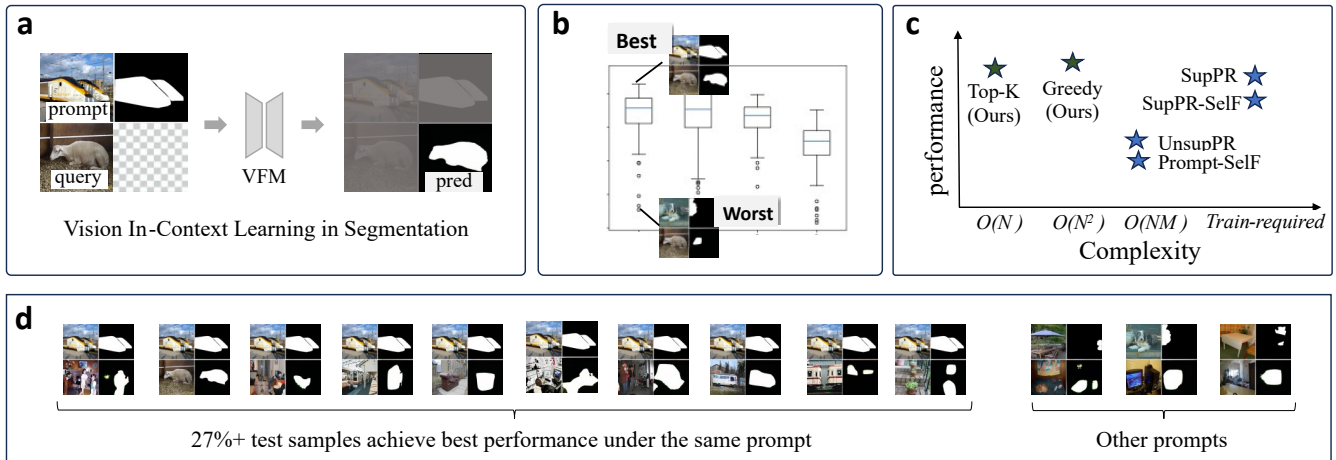 a
prompt
query
VFM
pred
Vision In-Context Learning in Segmentation
b
Best
Worst
c
performance
Top-K
(Ours)
Greedy
(Ours)
SupPR
SupPR-SelF
UnsupPR
Prompt-SelF
O(N) O(N²) O(NM) Train-required
Complexity
d
27%+ test samples achieve best performance under the same prompt
Other prompts